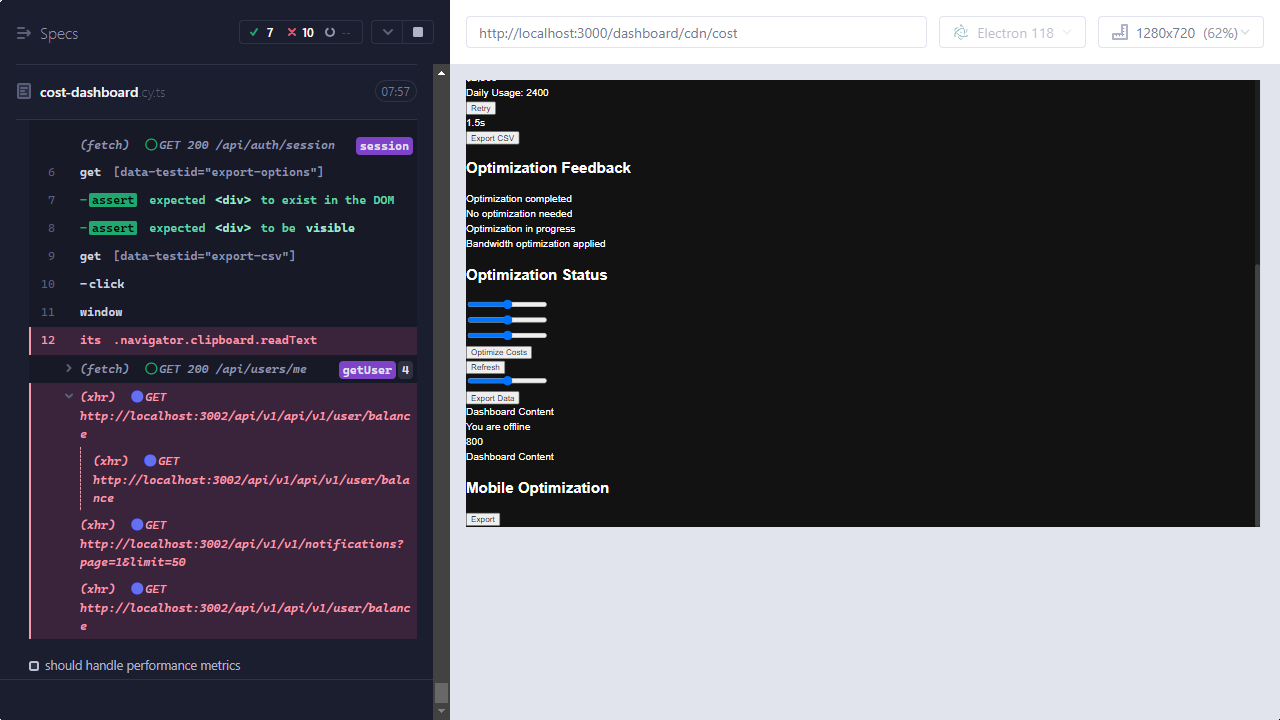 Specs
7 10 --
cost-dashboard.cy.ts 07:57
(fetch) GET 200 /api/auth/session session
6 get [data-testid="export-options"]
7 -assert expected <div> to exist in the DOM
8 -assert expected <div> to be visible
9 get [data-testid="export-csv"]
10 -click
11 window
12 its .navigator.clipboard.readText
(fetch) GET 200 /api/users/me getUser 4
(xhr) GET
http://localhost:3002/api/v1/api/v1/user/balanc
e
(xhr) GET
http://localhost:3002/api/v1/api/v1/user/bala
nce
(xhr) GET
http://localhost:3002/api/v1/v1/notifications?
page=1&limit=50
(xhr) GET
http://localhost:3002/api/v1/api/v1/user/balanc
e
should handle performance metrics
http://localhost:3000/dashboard/cdn/cost
Electron 118
1280x720 (62%)
Daily Usage: 2400
Retry
1.5s
Export CSV
Optimization Feedback
Optimization completed
No optimization needed
Optimization in progress
Bandwidth optimization applied
Optimization Status
Optimize Costs
Refresh
Export Data
Dashboard Content
You are offline
800
Dashboard Content
Mobile Optimization
Export